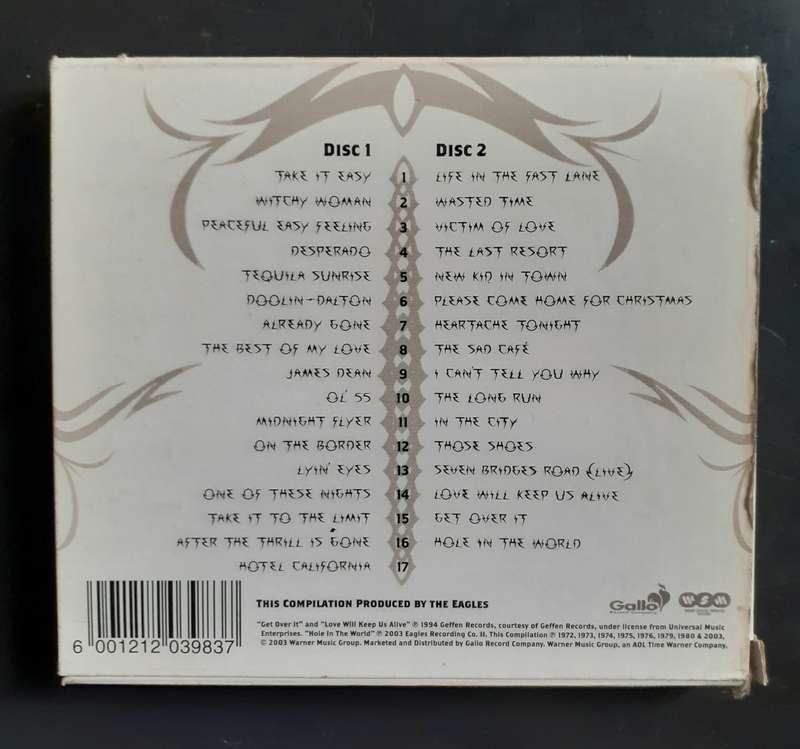 DISC 1 DISC 2
TAKE IT EASY 1 LIFE IN THE FAST LANE
WITCHY WOMAN 2 WASTED TIME
PEACEFUL EASY FEELING 3 VICTIM OF LOVE
DESPERADO 4 THE LAST RESORT
TEQUILA SUNRISE 5 NEW KID IN TOWN
DOOLIN-DALTON 6 PLEASE COME HOME FOR CHRISTMAS
ALREADY GONE 7 HEARTACHE TONIGHT
THE BEST OF MY LOVE 8 THE SAD CAFÉ
JAMES DEAN 9 I CAN'T TELL YOU WHY
OL' 55 10 THE LONG RUN
MIDNIGHT FLYER 11 IN THE CITY
ON THE BORDER 12 THOSE SHOES
LYIN' EYES 13 SEVEN BRIDGES ROAD (LIVE)
ONE OF THESE NIGHTS 14 LOVE WILL KEEP US ALIVE
TAKE IT TO THE LIMIT 15 GET OVER IT
AFTER THE THRILL IS GONE 16 HOLE IN THE WORLD
HOTEL CALIFORNIA 17
THIS COMPILATION PRODUCED BY THE EAGLES
Gallo WSM
"Get Over It" and "Love Will Keep Us Alive" ℗ 1994 Geffen Records, courtesy of Geffen Records, under license from Universal Music
Enterprises. "Hole In The World" ℗ 2003 Eagles Recording Co. II. This Compilation ℗ 1972, 1973, 1974, 1975, 1976, 1979, 1980 & 2003,
© 2003 Warner Music Group. Marketed and Distributed by Gallo Record Company. Warner Music Group, an AOL Time Warner Company.
6 001212 039837